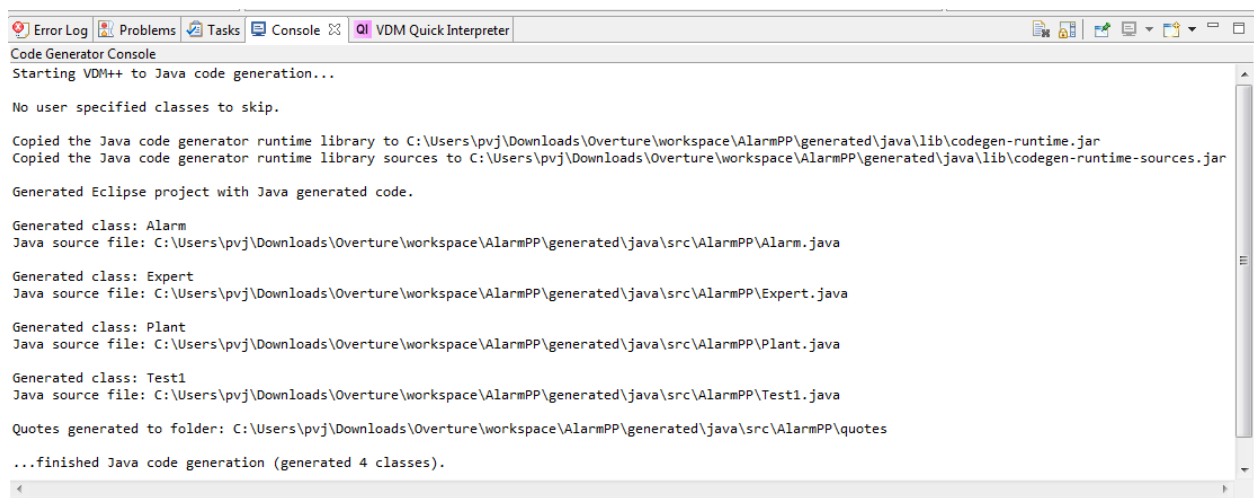 Error Log Problems Tasks Console QI VDM Quick Interpreter
Code Generator Console
Starting VDM++ to Java code generation...
No user specified classes to skip.
Copied the Java code generator runtime library to C:\Users\pvj\Downloads\Overture\workspace\AlarmPP\generated\java\lib\codegen-runtime.jar
Copied the Java code generator runtime library sources to C:\Users\pvj\Downloads\Overture\workspace\AlarmPP\generated\java\lib\codegen-runtime-sources.jar
Generated Eclipse project with Java generated code.
Generated class: Alarm
Java source file: C:\Users\pvj\Downloads\Overture\workspace\AlarmPP\generated\java\src\AlarmPP\Alarm.java
Generated class: Expert
Java source file: C:\Users\pvj\Downloads\Overture\workspace\AlarmPP\generated\java\src\AlarmPP\Expert.java
Generated class: Plant
Java source file: C:\Users\pvj\Downloads\Overture\workspace\AlarmPP\generated\java\src\AlarmPP\Plant.java
Generated class: Test1
Java source file: C:\Users\pvj\Downloads\Overture\workspace\AlarmPP\generated\java\src\AlarmPP\Test1.java
Quotes generated to folder: C:\Users\pvj\Downloads\Overture\workspace\AlarmPP\generated\java\src\AlarmPP\quotes
...finished Java code generation (generated 4 classes).